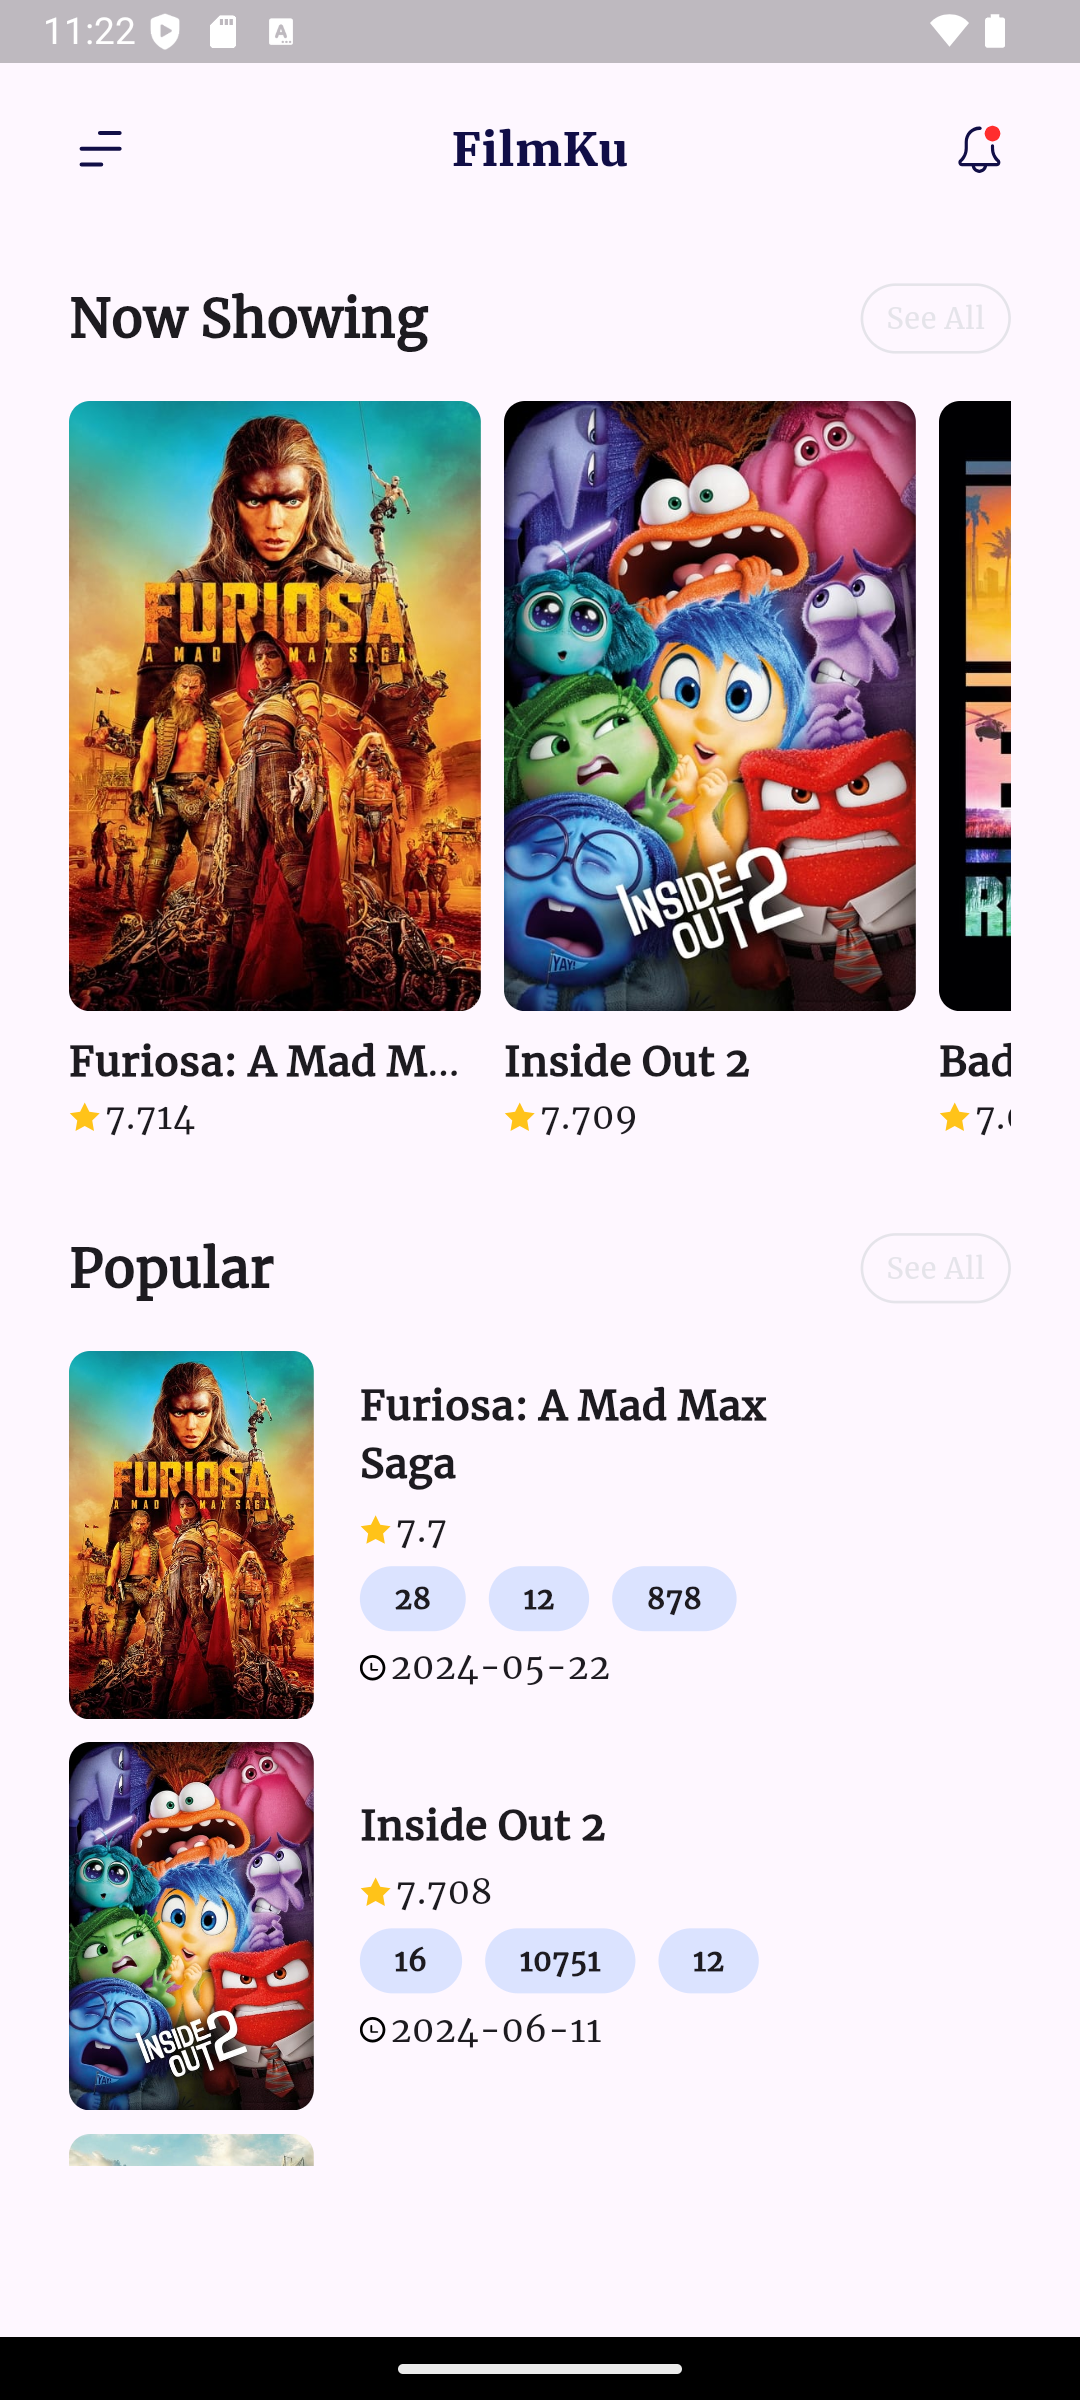 11:22
FilmKu
Now Showing
See All
FURIOSA
A MAD MAX SAGA
INSIDE
OUT 2
YAY!
Furiosa: A Mad M...
Inside Out 2
Bad
7.714
7.709
Popular
See All
FURIOSA
A MAD MAX SAGA
Furiosa: A Mad Max
Saga
7.7
28
12
878
2024-05-22
INSIDE
OUT 2
YAY!
Inside Out 2
7.708
16
10751
12
2024-06-11